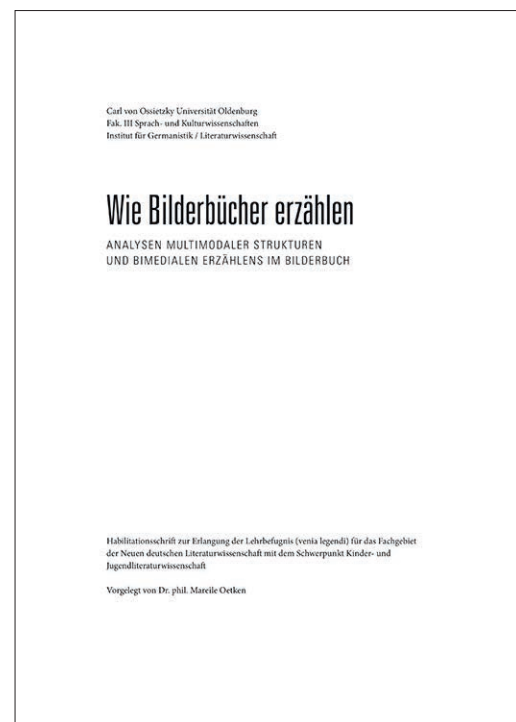 Carl von Ossietzky Universität Oldenburg
Fak. III Sprach- und Kulturwissenschaften
Institut für Germanistik / Literaturwissenschaft
Wie Bilderbücher erzählen
ANALYSEN MULTIMODALER STRUKTUREN
UND BIMEDIALEN ERZÄHLENS IM BILDERBUCH
Habilitationsschrift zur Erlangung der Lehrbefugnis (venia legendi) für das Fachgebiet
der Neuen deutschen Literaturwissenschaft mit dem Schwerpunkt Kinder- und
Jugendliteraturwissenschaft
Vorgelegt von Dr. phil. Mareile Oetken